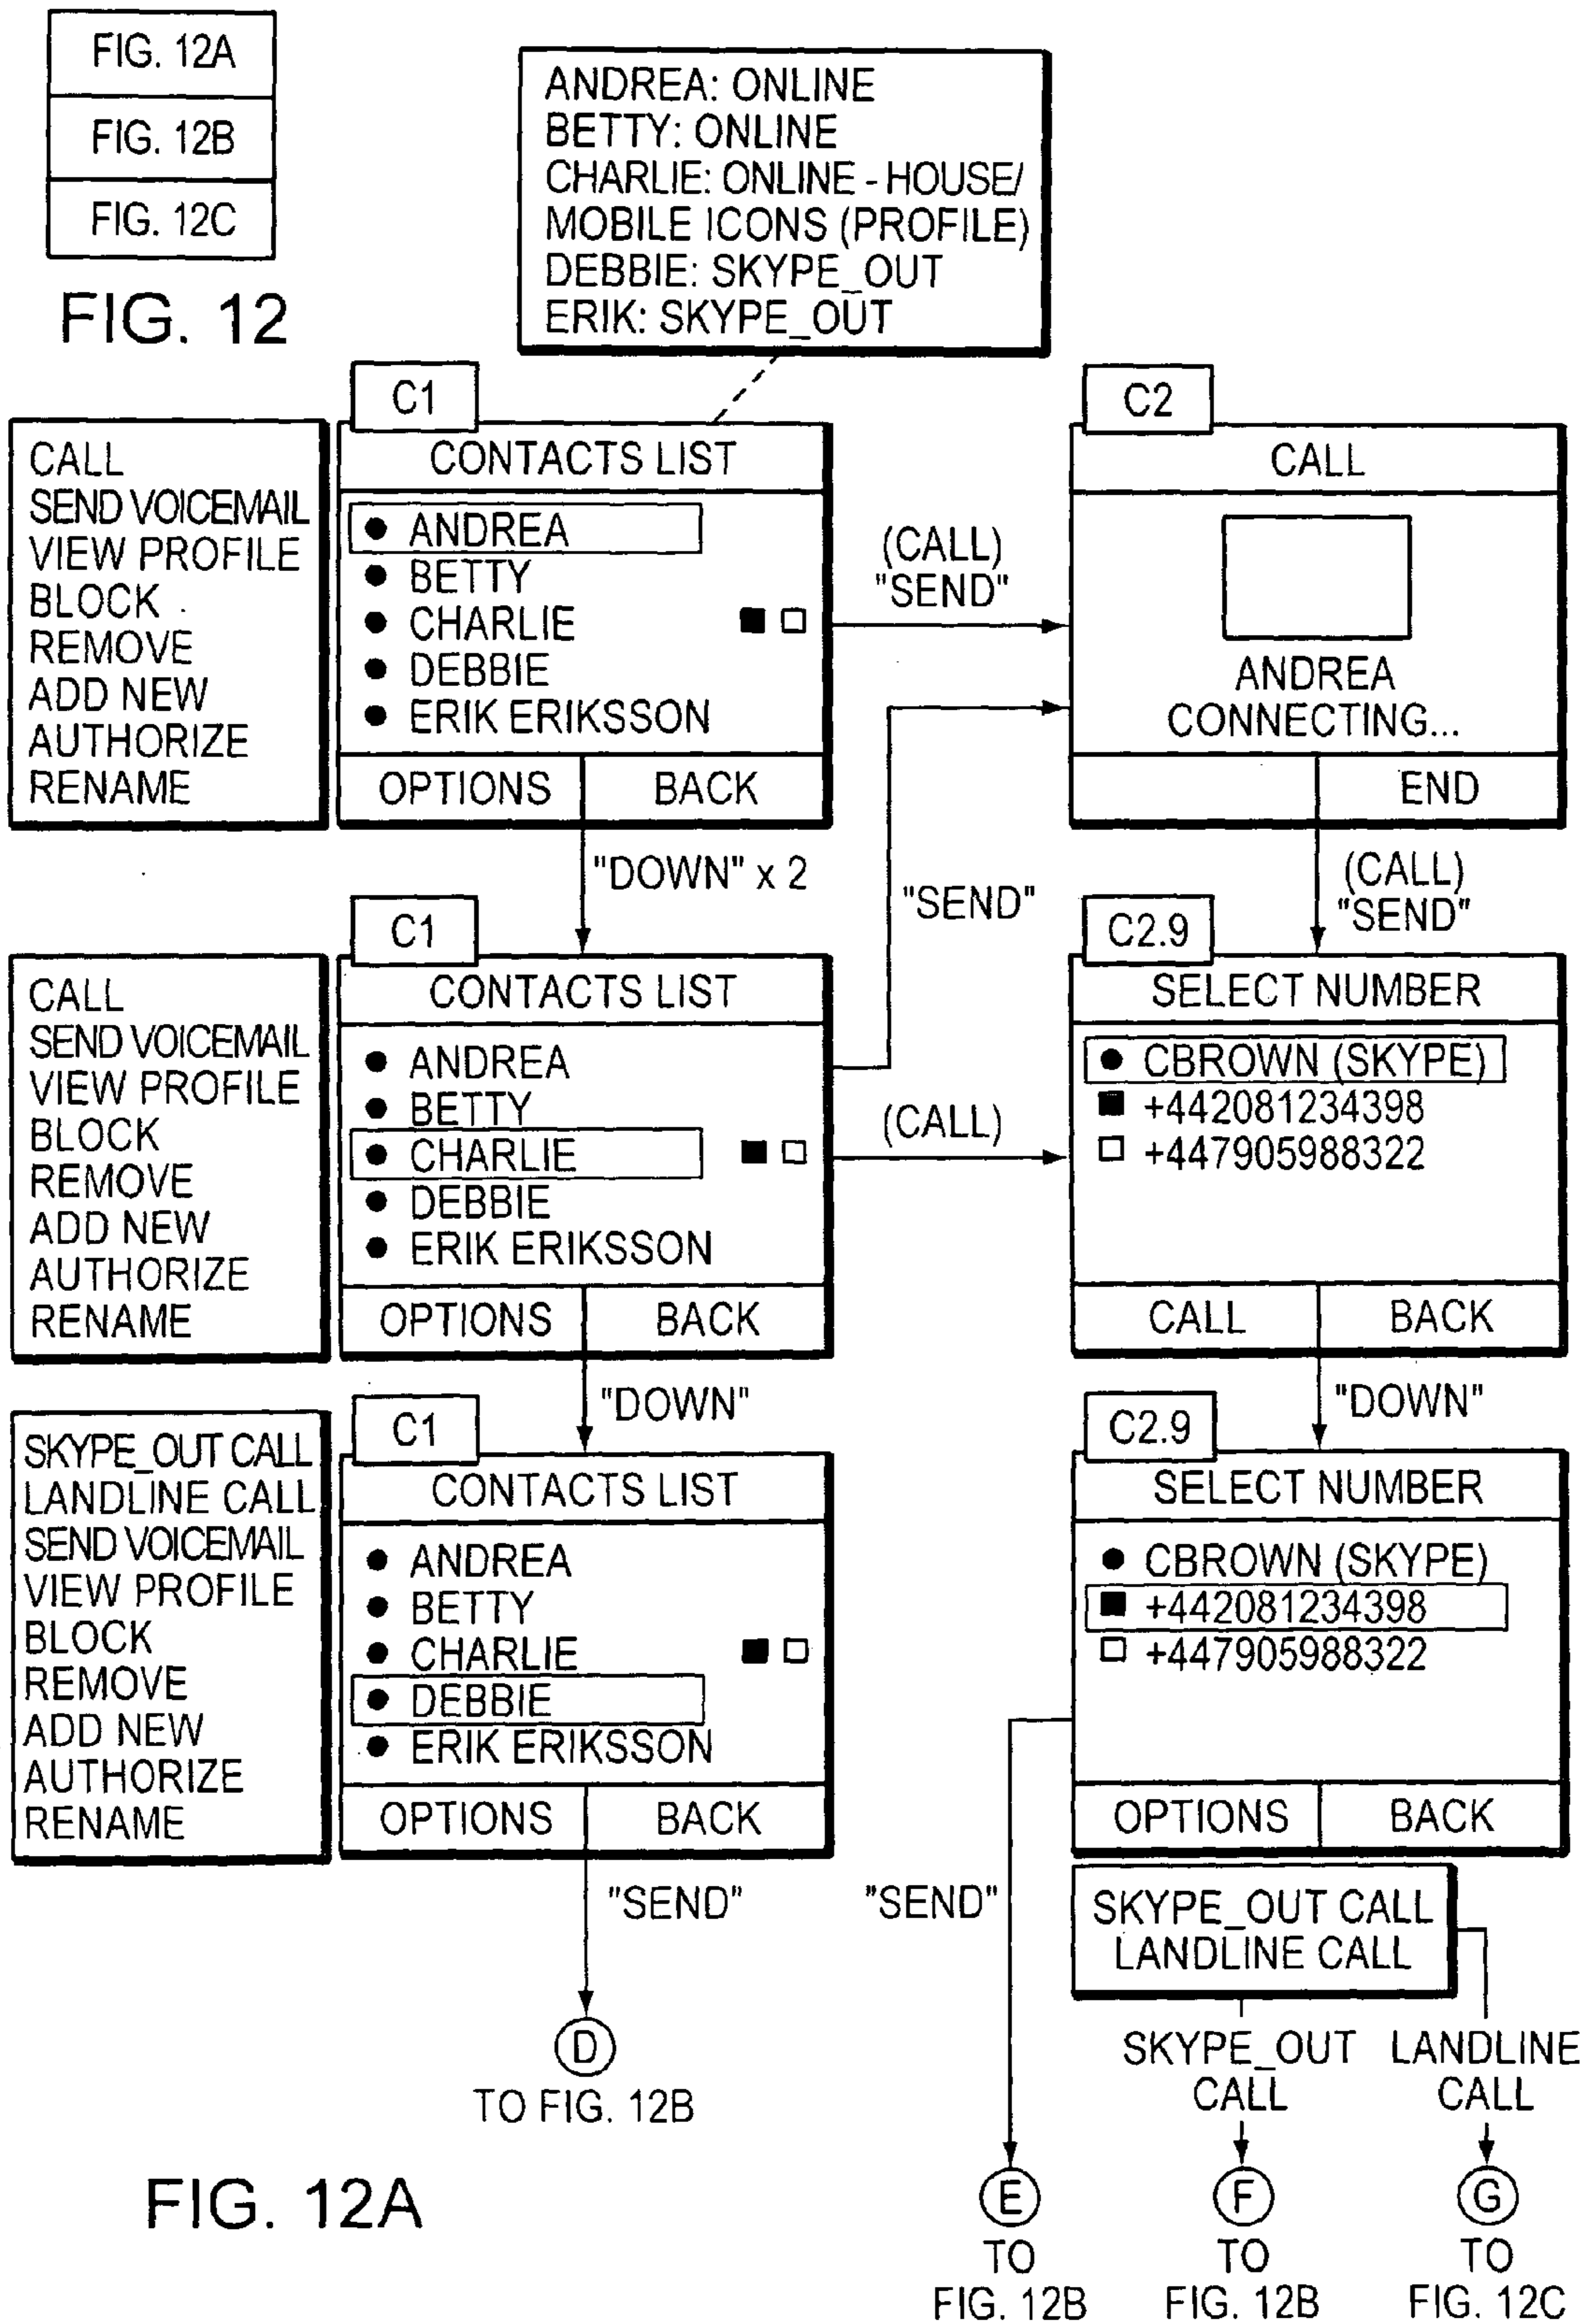 FIG. 12A
FIG. 12B
FIG. 12C
FIG. 12
ANDREA: ONLINE
BETTY: ONLINE
CHARLIE: ONLINE - HOUSE/
MOBILE ICONS (PROFILE)
DEBBIE: SKYPE_OUT
ERIK: SKYPE_OUT
CALL
SEND VOICEMAIL
VIEW PROFILE
BLOCK
REMOVE
ADD NEW
AUTHORIZE
RENAME
C1
CONTACTS LIST
ANDREA
BETTY
CHARLIE
DEBBIE
ERIK ERIKSSON
OPTIONS BACK
(CALL)
"SEND"
C2
CALL
ANDREA
CONNECTING...
END
"DOWN" x 2
"SEND"
(CALL)
"SEND"
CALL
SEND VOICEMAIL
VIEW PROFILE
BLOCK
REMOVE
ADD NEW
AUTHORIZE
RENAME
C1
CONTACTS LIST
ANDREA
BETTY
CHARLIE
DEBBIE
ERIK ERIKSSON
OPTIONS BACK
(CALL)
C2.9
SELECT NUMBER
CBROWN (SKYPE)
+442081234398
+447905988322
CALL BACK
"DOWN"
"DOWN"
SKYPE_OUT CALL
LANDLINE CALL
SEND VOICEMAIL
VIEW PROFILE
BLOCK
REMOVE
ADD NEW
AUTHORIZE
RENAME
C1
CONTACTS LIST
ANDREA
BETTY
CHARLIE
DEBBIE
ERIK ERIKSSON
OPTIONS BACK
C2.9
SELECT NUMBER
CBROWN (SKYPE)
+442081234398
+447905988322
OPTIONS BACK
"SEND"
"SEND"
SKYPE_OUT CALL
LANDLINE CALL
SKYPE_OUT
CALL
LANDLINE
CALL
D
TO FIG. 12B
E
TO
FIG. 12B
F
TO
FIG. 12B
G
TO
FIG. 12C
FIG. 12A